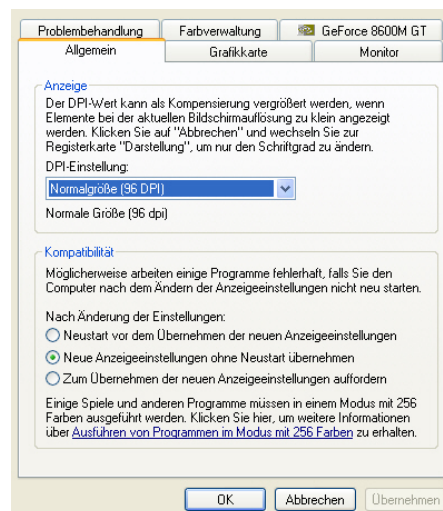 Problembehandlung Farbverwaltung GeForce 8600M GT
Allgemein Grafikkarte Monitor
Anzeige
Der DPI-Wert kann als Kompensierung vergrößert werden, wenn
Elemente bei der aktuellen Bildschirmauflösung zu klein angezeigt
werden. Klicken Sie auf "Abbrechen" und wechseln Sie zur
Registerkarte "Darstellung", um nur den Schriftgrad zu ändern.
DPI-Einstellung:
Normalgröße (96 DPI)
Normale Größe (96 dpi)
Kompatibilität
Möglicherweise arbeiten einige Programme fehlerhaft, falls Sie den
Computer nach dem Ändern der Anzeigeeinstellungen nicht neu starten.
Nach Änderung der Einstellungen:
Neustart vor dem Übernehmen der neuen Anzeigeeinstellungen
Neue Anzeigeeinstellungen ohne Neustart übernehmen
Zum Übernehmen der neuen Anzeigeeinstellungen auffordern
Einige Spiele und anderen Programme müssen in einem Modus mit 256
Farben ausgeführt werden. Klicken Sie hier, um weitere Informationen
über Ausführen von Programmen im Modus mit 256 Farben zu erhalten.
OK Abbrechen Übernehmen